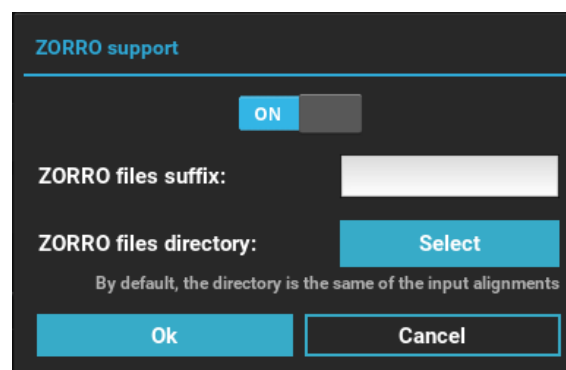 ZORRO support
ON
ZORRO files suffix:
ZORRO files directory:
Select
By default, the directory is the same of the input alignments
Ok
Cancel